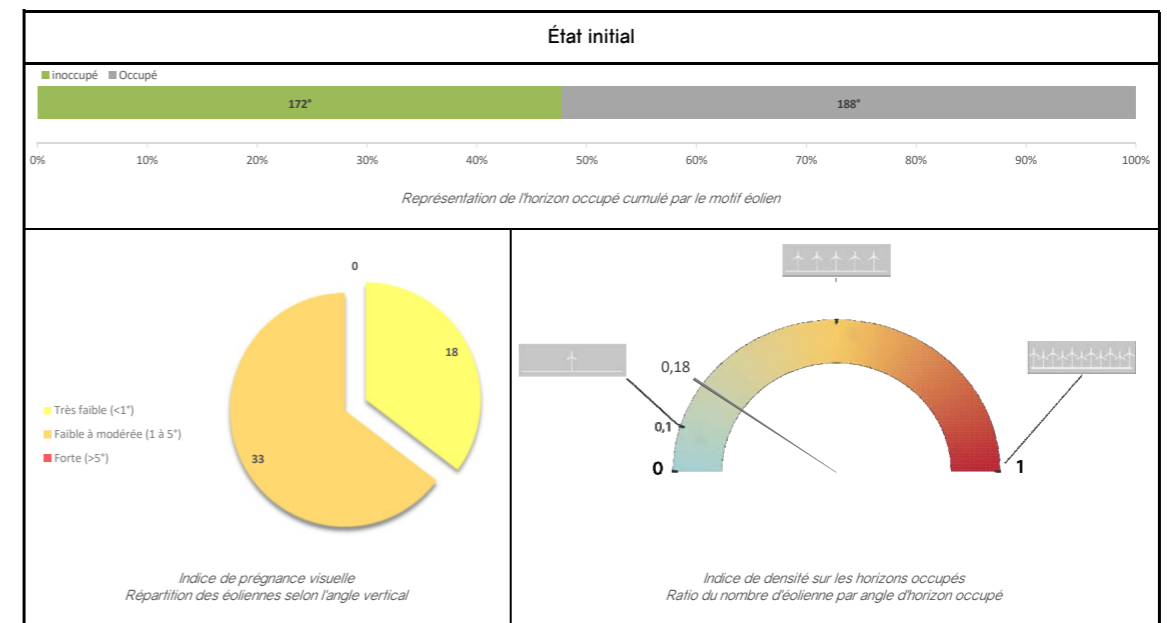 État initial
inoccupé Occupé
172° 188°
0% 10% 20% 30% 40% 50% 60% 70% 80% 90% 100%
Représentation de l'horizon occupé cumulé par le motif éolien
0
18
33
Très faible (<1°)
Faible à modérée (1 à 5°)
Forte (>5°)
Indice de prégnance visuelle
Répartition des éoliennes selon l'angle vertical
0,18
0,1
0
1
Indice de densité sur les horizons occupés
Ratio du nombre d'éolienne par angle d'horizon occupé